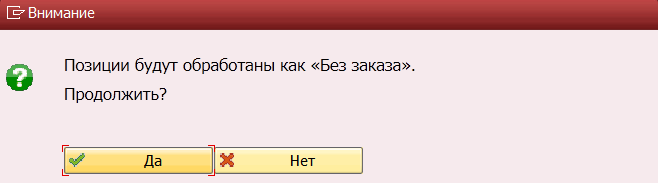 Внимание
Позиции будут обработаны как «Без заказа».
Продолжить?
Да
Нет